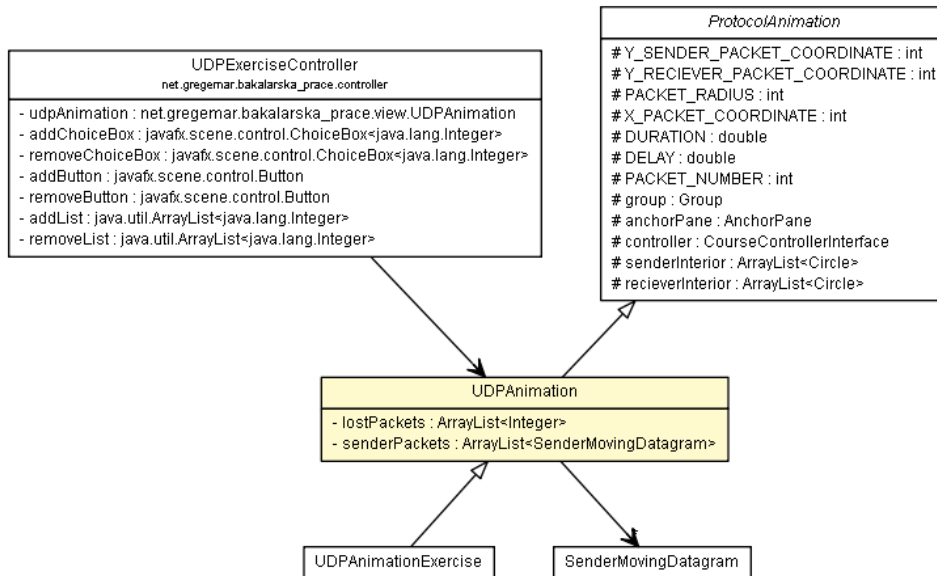 UDPExerciseController
net.gregemar.bakalarska_prace.controller
- udpAnimation : net.gregemar.bakalarska_prace.view.UDPAnimation
- addChoiceBox : javafx.scene.control.ChoiceBox<java.lang.Integer>
- removeChoiceBox : javafx.scene.control.ChoiceBox<java.lang.Integer>
- addButton : javafx.scene.control.Button
- removeButton : javafx.scene.control.Button
- addList : java.util.ArrayList<java.lang.Integer>
- removeList : java.util.ArrayList<java.lang.Integer>
ProtocolAnimation
# Y_SENDER_PACKET_COORDINATE : int
# Y_RECIEVER_PACKET_COORDINATE : int
# PACKET_RADIUS : int
# X_PACKET_COORDINATE : int
# DURATION : double
# DELAY : double
# PACKET_NUMBER : int
# group : Group
# anchorPane : AnchorPane
# controller : CourseControllerInterface
# senderInterior : ArrayList<Circle>
# recieverInterior : ArrayList<Circle>
UDPAnimation
- lostPackets : ArrayList<Integer>
- senderPackets : ArrayList<SenderMovingDatagram>
UDPAnimationExercise
SenderMovingDatagram